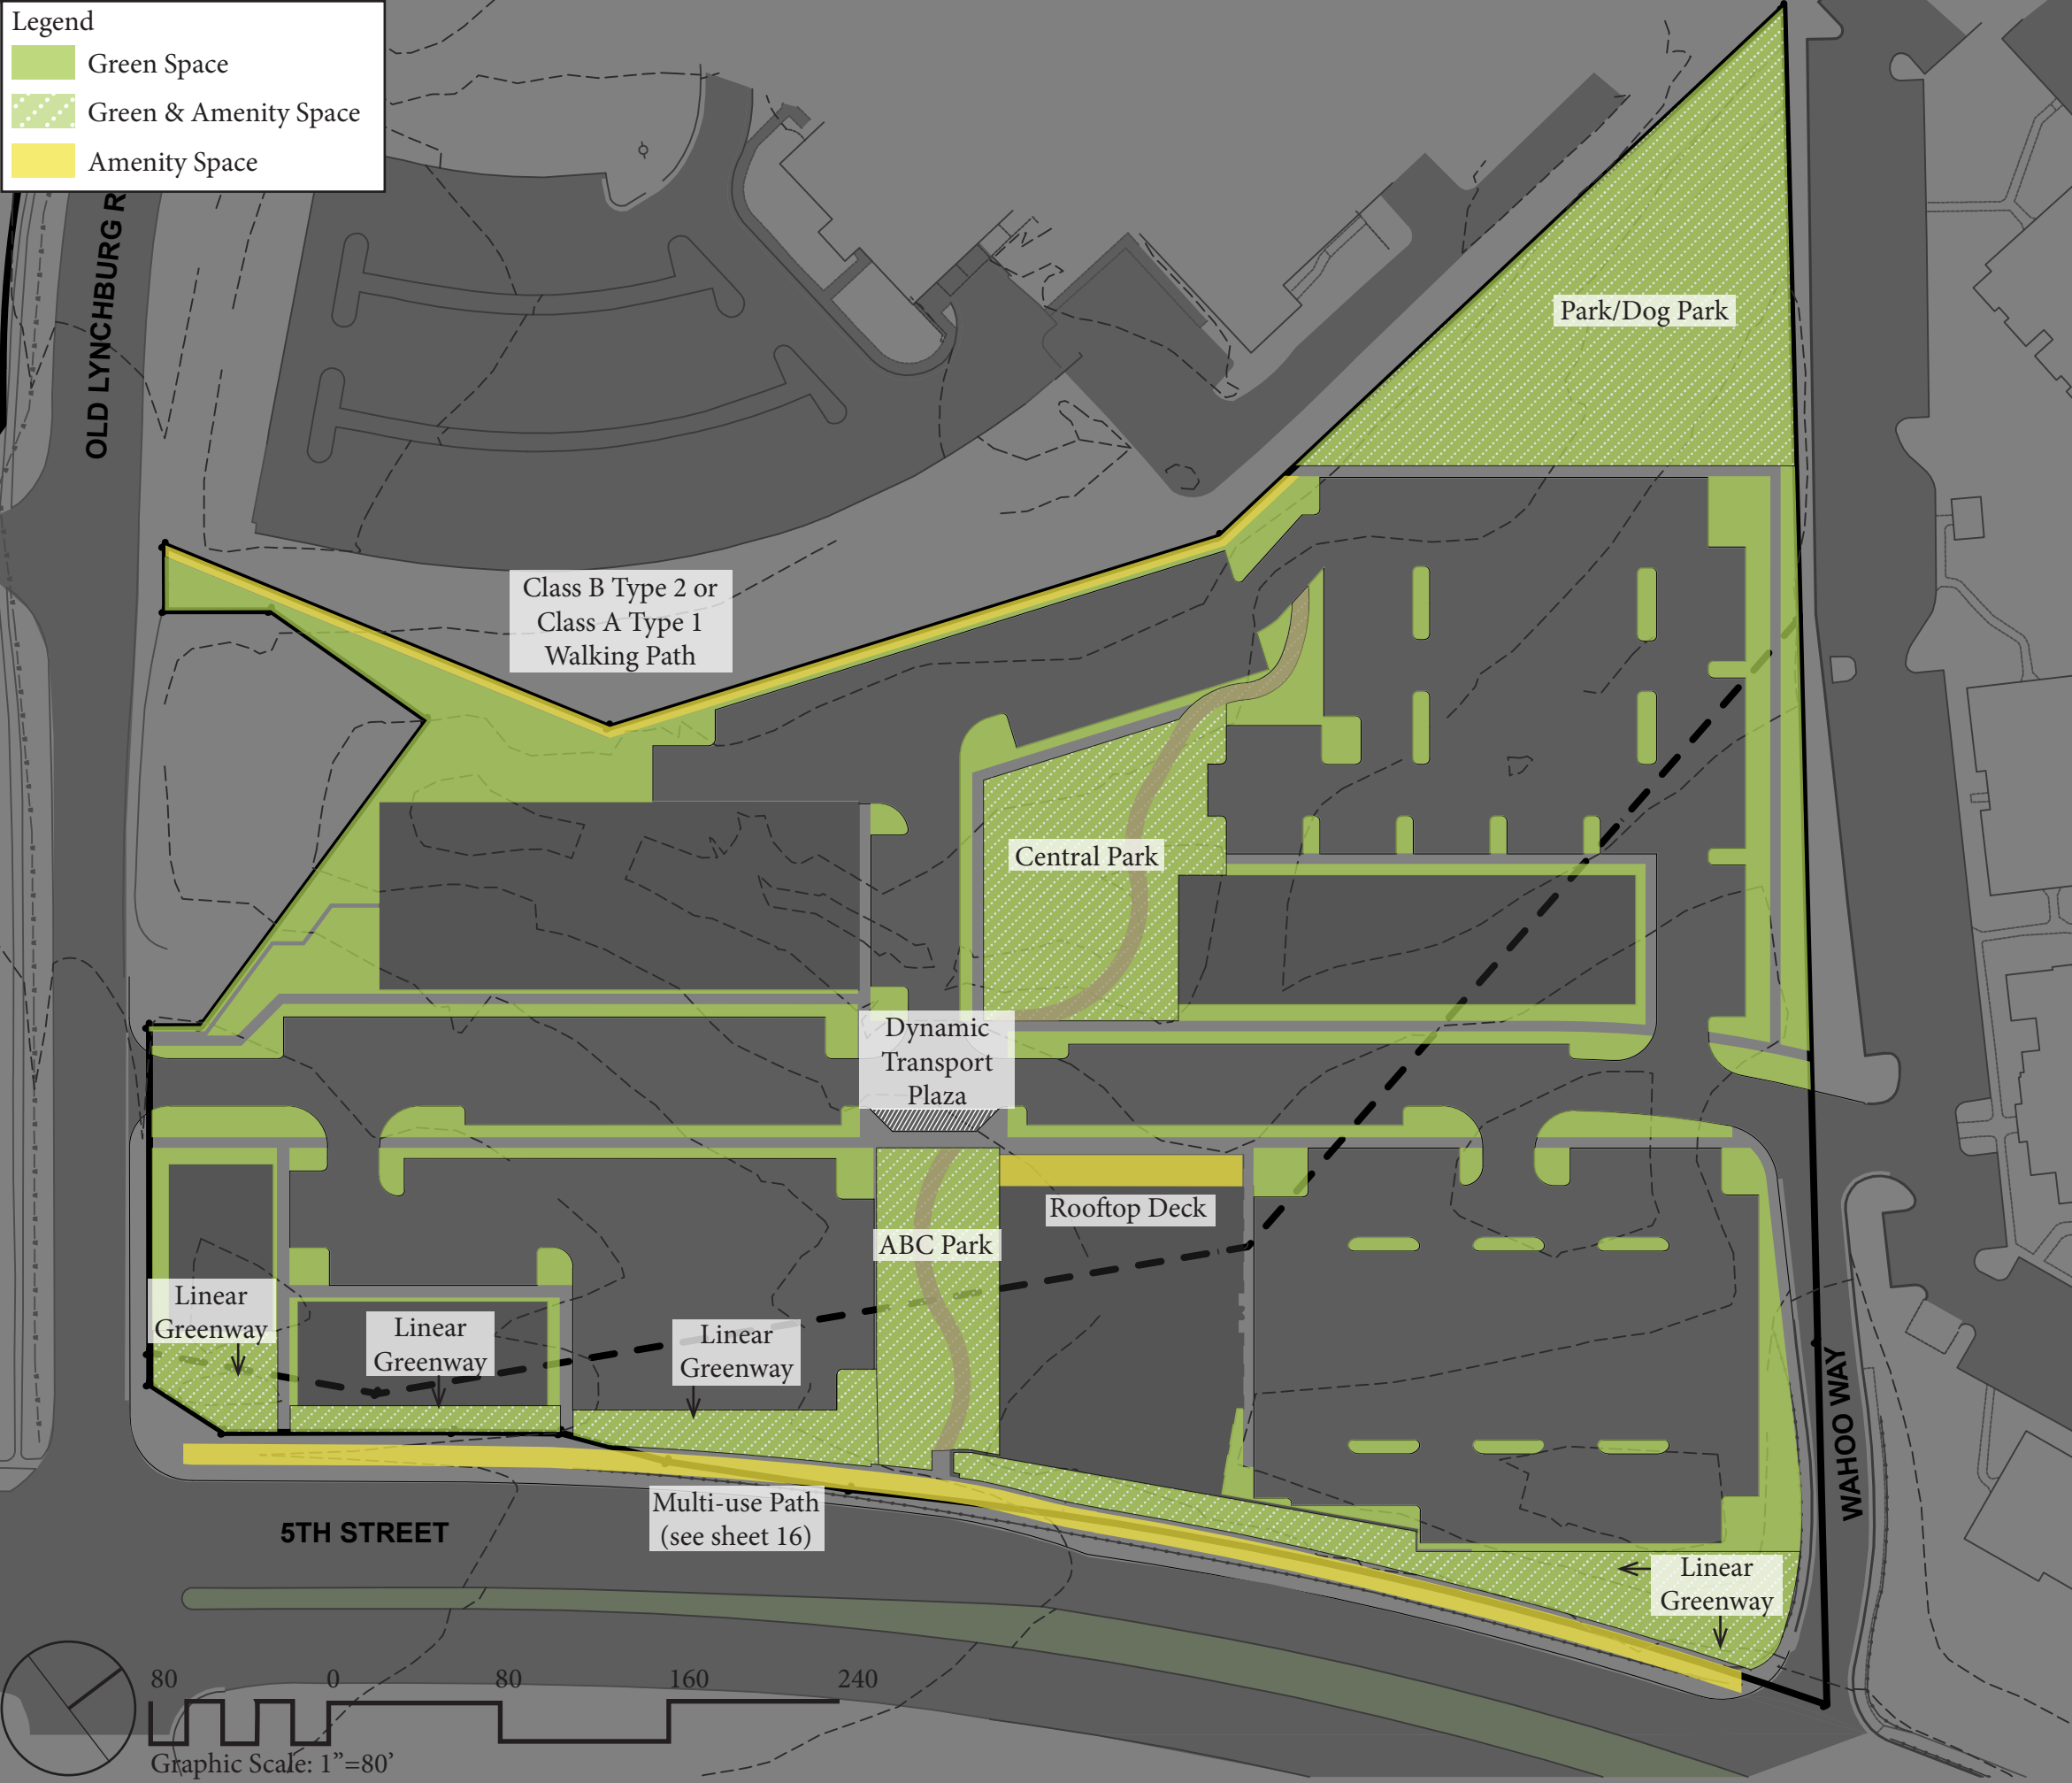 Legend
Green Space
Green & Amenity Space
Amenity Space
OLD LYNCHBURG R
Park/Dog Park
Class B Type 2 or
Class A Type 1
Walking Path
Central Park
Dynamic
Transport
Plaza
Rooftop Deck
ABC Park
Linear
Greenway
Linear
Greenway
Linear
Greenway
Multi-use Path
(see sheet 16)
5TH STREET
Linear
Greenway
WAHOO WAY
80 0 80 160 240
Graphic Scale: 1”=80’